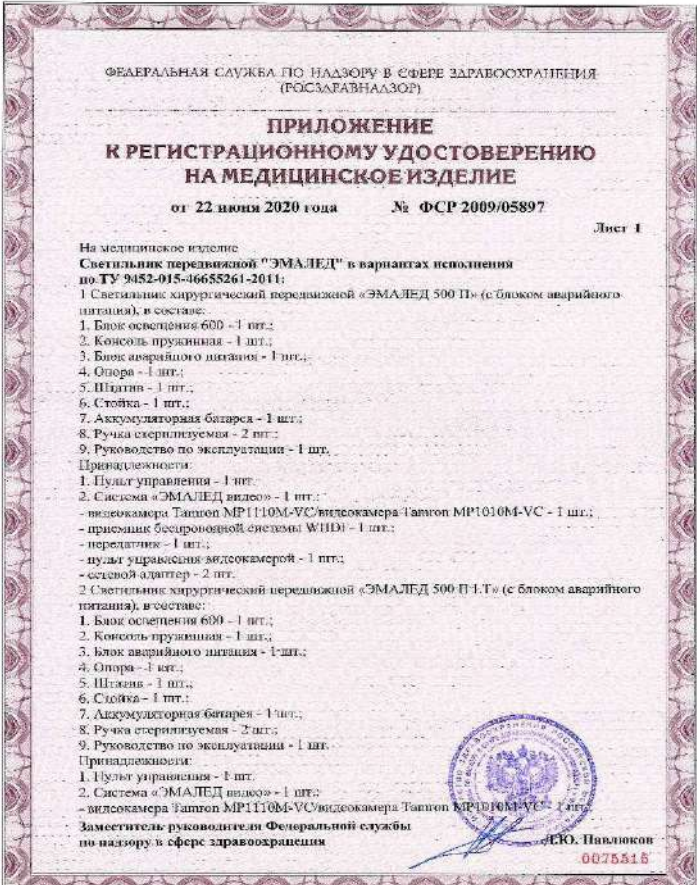 ФЕДЕРАЛЬНАЯ СЛУЖБА ПО НАДЗОРУ В СФЕРЕ ЗДРАВООХРАНЕНИЯ
(РОСЗДРАВНАДЗОР)
ПРИЛОЖЕНИЕ
К РЕГИСТРАЦИОННОМУ УДОСТОВЕРЕНИЮ
НА МЕДИЦИНСКОЕ ИЗДЕЛИЕ
от 22 июня 2020 года № ФСР 2009/05897
Лист 1
На медицинское изделие
Светильник передвижной "ЭМАЛЕД" в вариантах исполнения
по ТУ 9452-015-46655261-2011:
1 Светильник хирургический передвижной «ЭМАЛЕД 500 П» (с блоком аварийного
питания), в составе:
1. Блок освещения 600 - 1 шт.;
2. Консоль пружинная - 1 шт.;
3. Блок аварийного питания - 1 шт.;
4. Опора - 1 шт.;
5. Штатив - 1 шт.;
6. Стойка - 1 шт.;
7. Аккумуляторная батарея - 1 шт.;
8. Ручка стерилизуемая - 2 шт.;
9. Руководство по эксплуатации - 1 шт.
Принадлежности:
1. Пульт управления - 1 шт.
2. Система «ЭМАЛЕД видео» - 1 шт.:
- видеокамера Tamron MP1110M-VC/видеокамера Tamron MP1010M-VC - 1 шт.;
- приемник беспроводной системы WHDI - 1 шт.;
- передатчик - 1 шт.;
- пульт управления видеокамерой - 1 шт.;
- сетевой адаптер - 2 шт.
2 Светильник хирургический передвижной «ЭМАЛЕД 500 П LT» (с блоком аварийного
питания), в составе:
1. Блок освещения 600 - 1 шт.;
2. Консоль пружинная - 1 шт.;
3. Блок аварийного питания - 1 шт.;
4. Опора - 1 шт.;
5. Штатив - 1 шт.;
6. Стойка - 1 шт.;
7. Аккумуляторная батарея - 1 шт.;
8. Ручка стерилизуемая - 2 шт.;
9. Руководство по эксплуатации - 1 шт.
Принадлежности:
1. Пульт управления - 1 шт.
2. Система «ЭМАЛЕД видео» - 1 шт.:
- видеокамера Tamron MP1110M-VC/видеокамера Tamron MP1010M-VC - 1 шт.
Заместитель руководителя Федеральной службы
по надзору в сфере здравоохранения Д.Ю. Павлюков
0075515